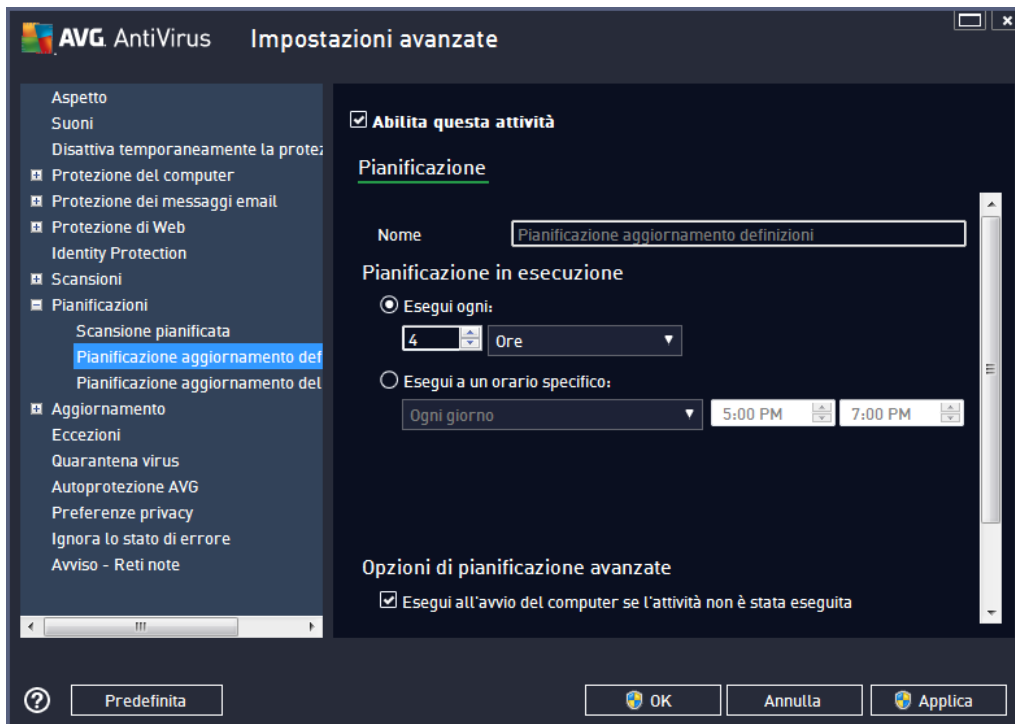 AVG. AntiVirus Impostazioni avanzate
Aspetto
Suoni
Disattiva temporaneamente la protez
Protezione del computer
Protezione dei messaggi email
Protezione di Web
Identity Protection
Scansioni
Pianificazioni
Scansione pianificata
Pianificazione aggiornamento def
Pianificazione aggiornamento del
Aggiornamento
Eccezioni
Quarantena virus
Autoprotezione AVG
Preferenze privacy
Ignora lo stato di errore
Avviso - Reti note
Abilita questa attività
Pianificazione
Nome Pianificazione aggiornamento definizioni
Pianificazione in esecuzione
Esegui ogni:
4 Ore
Esegui a un orario specifico:
Ogni giorno 5:00 PM 7:00 PM
Opzioni di pianificazione avanzate
Esegui all'avvio del computer se l'attività non è stata eseguita
? Predefinita OK Annulla Applica